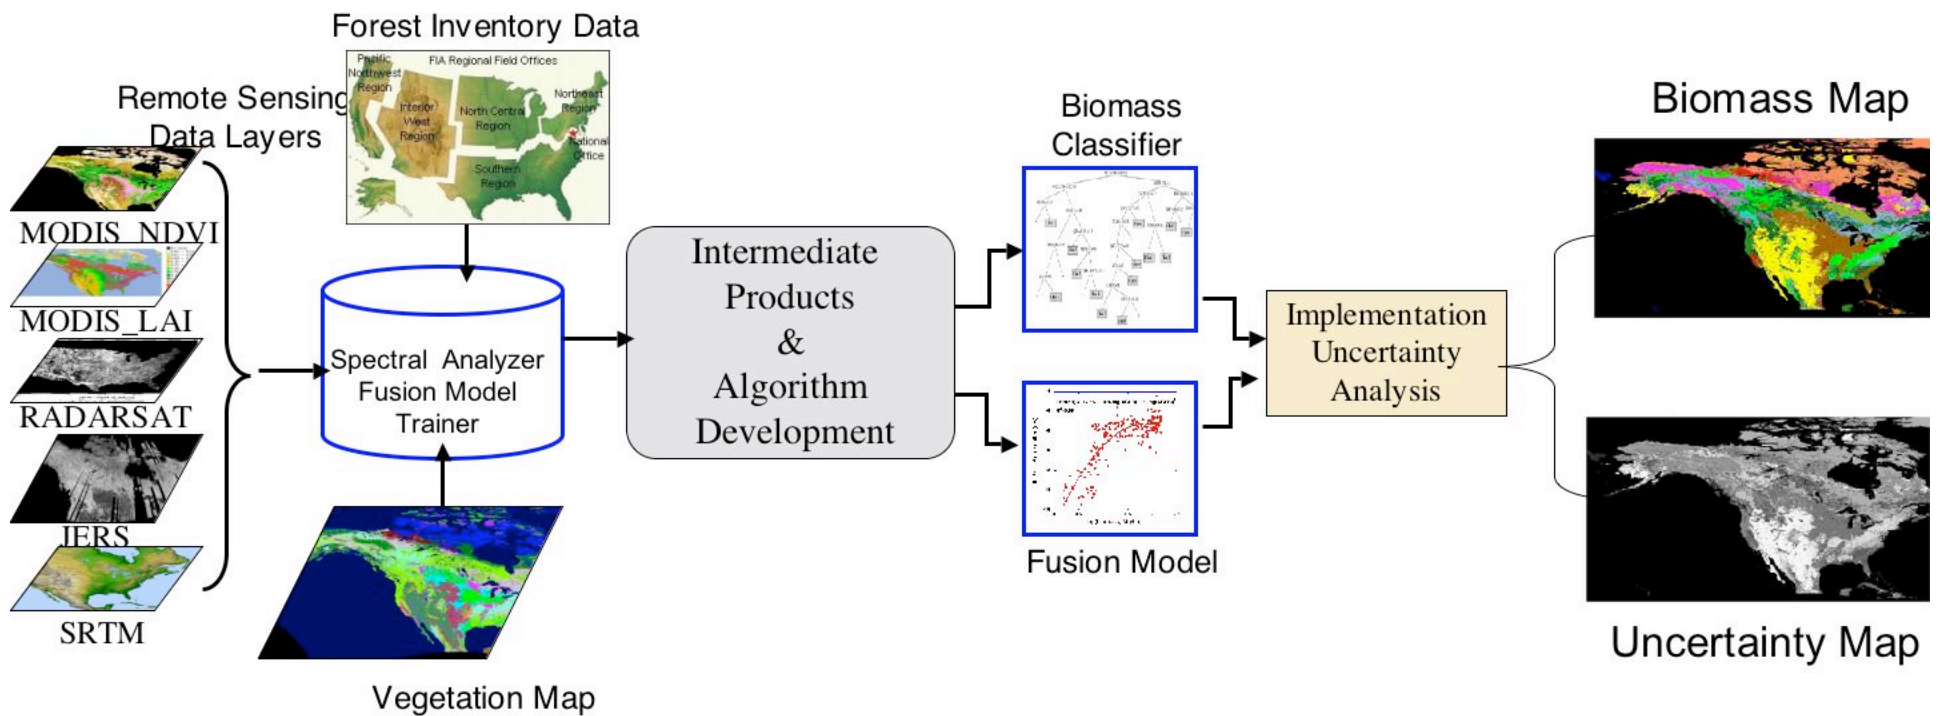 Forest Inventory Data
Remote Sensing
Data Layers
FIA Regional Field Offices
Pacific
Northwest
Region
Interior
West
Region
North Central
Region
Northeast
Region
National
Office
Southern
Region
MODIS_NDVI
MODIS_LAI
RADARSAT
JERS
SRTM
Spectral Analyzer
Fusion Model
Trainer
Vegetation Map
Intermediate
Products
&
Algorithm
Development
Biomass
Classifier
Fusion Model
Implementation
Uncertainty
Analysis
Biomass Map
Uncertainty Map